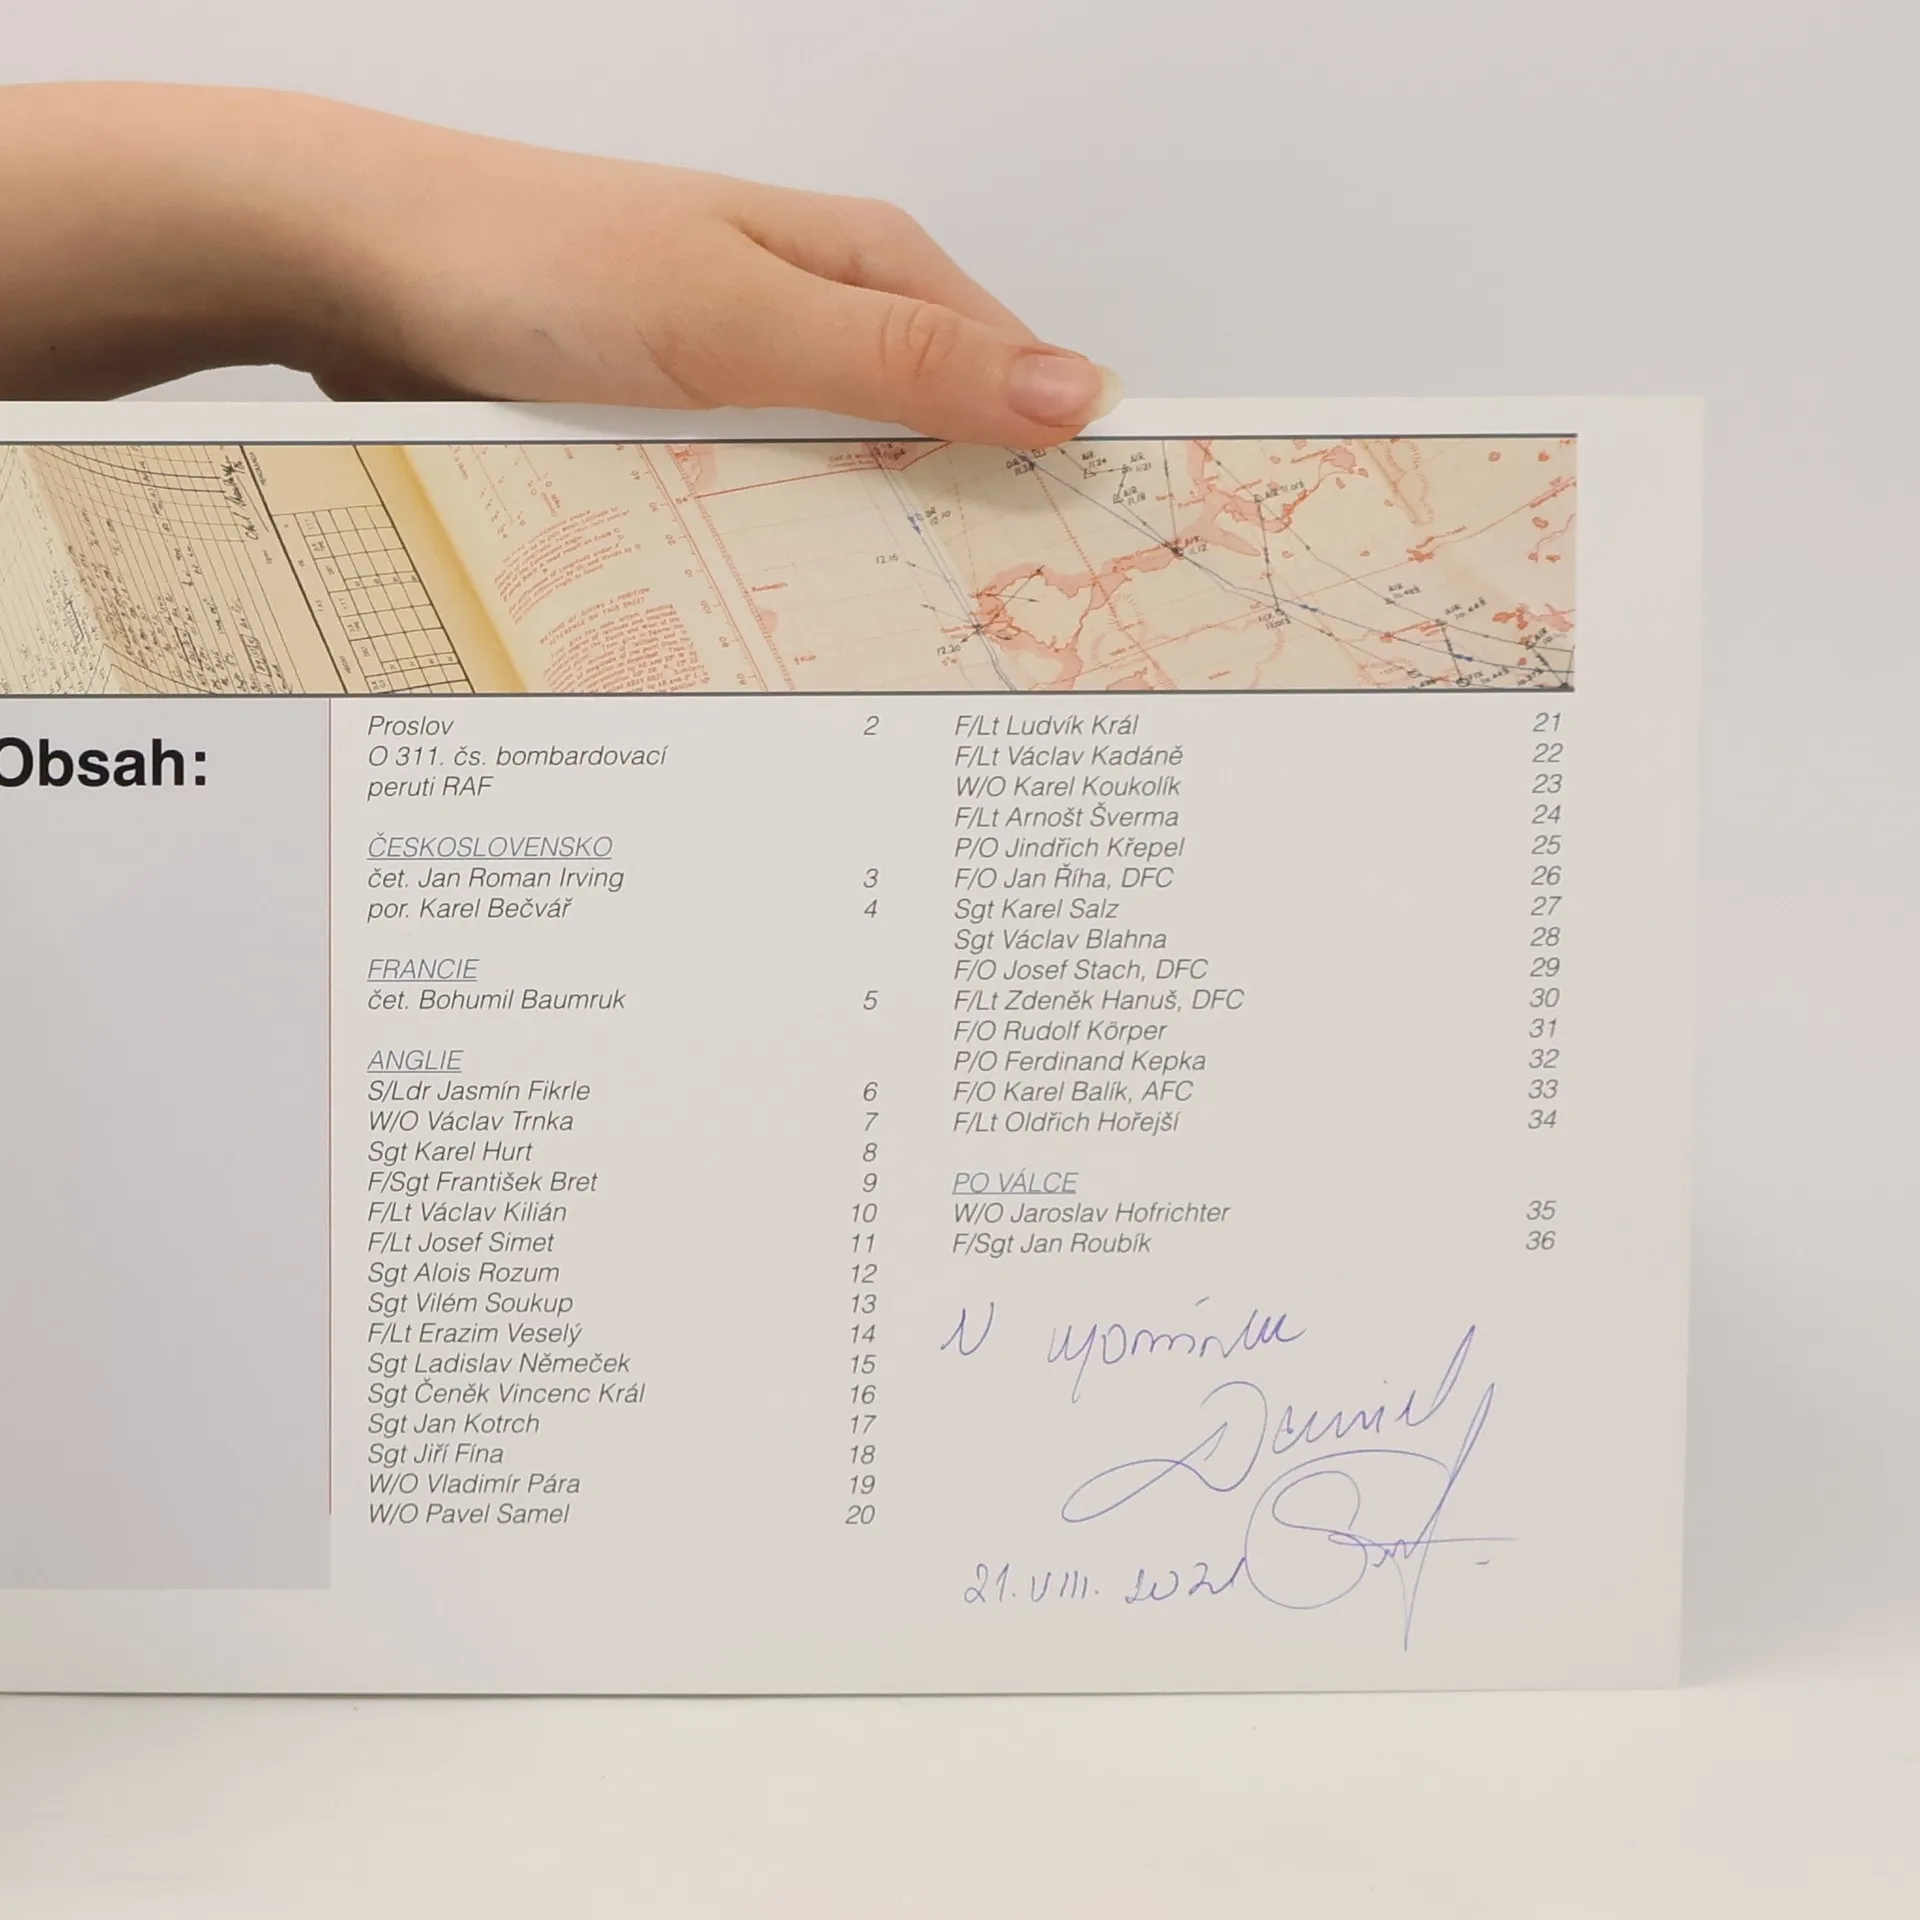 Obsah:
Proslov 2
O 311. čs. bombardovací
peruti RAF
ČESKOSLOVENSKO
čet. Jan Roman Irving 3
por. Karel Bečvář 4
FRANCIE
čet. Bohumil Baumruk 5
ANGLIE
S/Ldr Jasmín Fikrle 6
W/O Václav Trnka 7
Sgt Karel Hurt 8
F/Sgt František Bret 9
F/Lt Václav Kilián 10
F/Lt Josef Simet 11
Sgt Alois Rozum 12
Sgt Vilém Soukup 13
F/Lt Erazim Veselý 14
Sgt Ladislav Němeček 15
Sgt Čeněk Vincenc Král 16
Sgt Jan Kotrch 17
Sgt Jiří Fína 18
W/O Vladimír Pára 19
W/O Pavel Samel 20
F/Lt Ludvík Král 21
F/Lt Václav Kadáně 22
W/O Karel Koukolík 23
F/Lt Arnošt Šverma 24
P/O Jindřich Křepel 25
F/O Jan Říha, DFC 26
Sgt Karel Salz 27
Sgt Václav Blahna 28
F/O Josef Stach, DFC 29
F/Lt Zdeněk Hanuš, DFC 30
F/O Rudolf Körper 31
P/O Ferdinand Kepka 32
F/O Karel Balík, AFC 33
F/Lt Oldřich Hořejší 34
PO VÁLCE
W/O Jaroslav Hofrichter 35
F/Sgt Jan Roubík 36
Daniel
21. VIII.